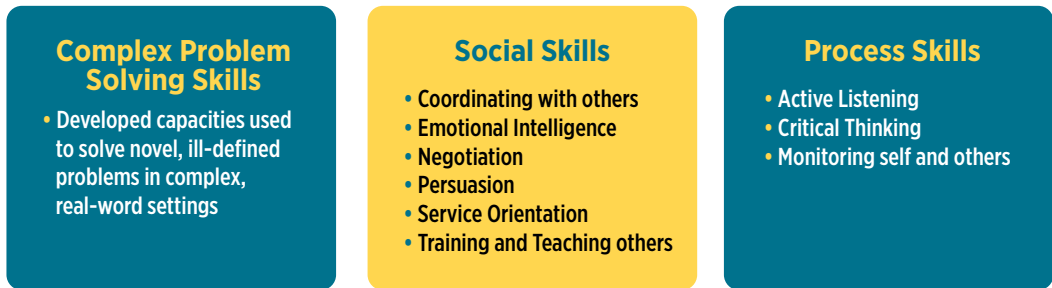 Complex Problem
Solving Skills
• Developed capacities used
to solve novel, ill-defined
problems in complex,
real-word settings
Social Skills
• Coordinating with others
• Emotional Intelligence
• Negotiation
• Persuasion
• Service Orientation
• Training and Teaching others
Process Skills
• Active Listening
• Critical Thinking
• Monitoring self and others